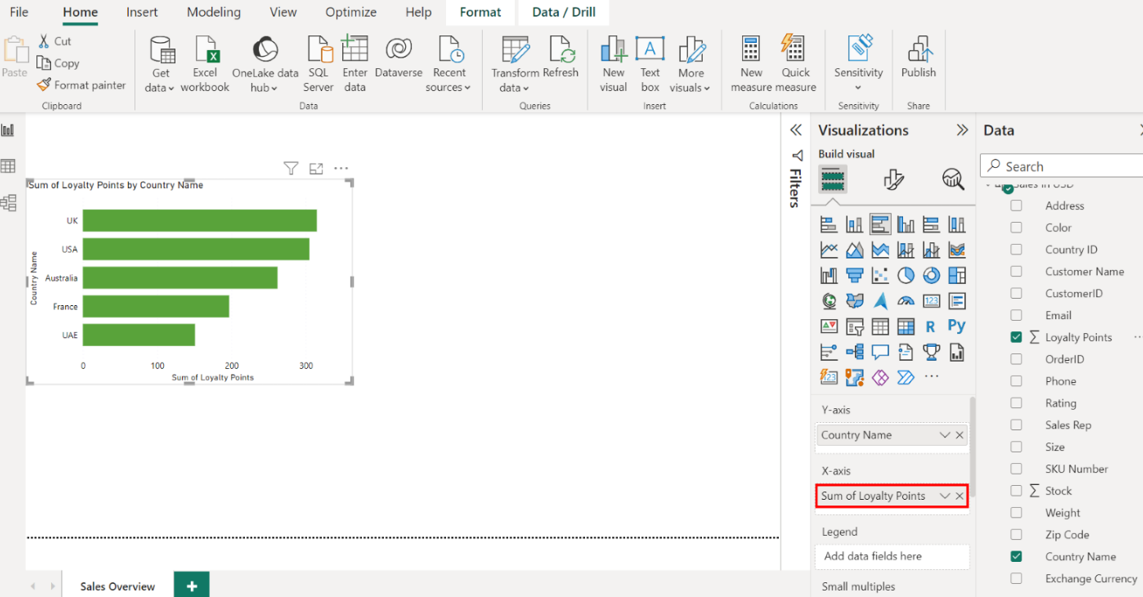 File Home Insert Modeling View Optimize Help Format Data / Drill
Paste
Cut
Copy
Format painter
Clipboard
Get data
Excel workbook
OneLake data hub
SQL Server
Enter data
Dataverse
Recent sources
Data
Transform data
Refresh
Queries
New visual
Text box
More visuals
Insert
New measure
Quick measure
Calculations
Sensitivity
Sensitivity
Publish
Share
Sum of Loyalty Points by Country Name
Country Name
UK
USA
Australia
France
UAE
0 100 200 300
Sum of Loyalty Points
Filters
Visualizations
Build visual
123
R Py
123
Y-axis
Country Name
X-axis
Sum of Loyalty Points
Legend
Add data fields here
Small multiples
Data
Search
Sales in USD
Address
Color
Country ID
Customer Name
CustomerID
Email
Loyalty Points
OrderID
Phone
Rating
Sales Rep
Size
SKU Number
Stock
Weight
Zip Code
Country Name
Exchange Currency
Sales Overview